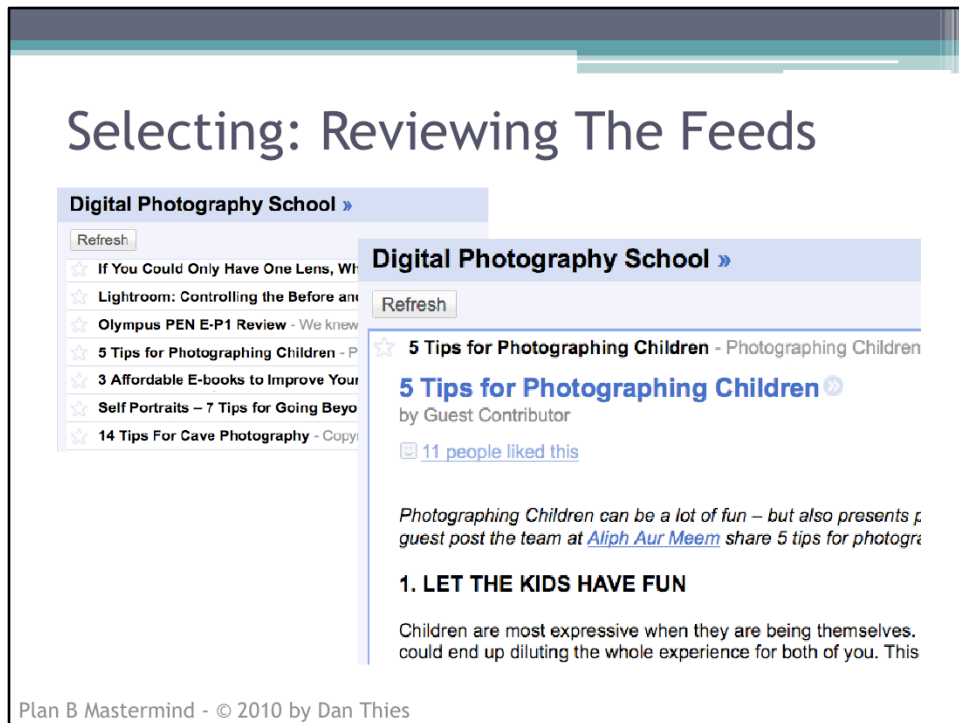 Selecting: Reviewing The Feeds
Digital Photography School »
Refresh
If You Could Only Have One Lens,
Lightroom: Controlling the Before
Olympus PEN E-P1 Review - We knew
5 Tips for Photographing Children -
3 Affordable E-books to Improve Your
Self Portraits – 7 Tips for Going
14 Tips For Cave Photography -
Digital Photography School »
Refresh
5 Tips for Photographing Children - Photographing Children
5 Tips for Photographing Children »
by Guest Contributor
11 people liked this
Photographing Children can be a lot of fun – but also presents
guest post the team at Aliph Aur Meem share 5 tips for
1. LET THE KIDS HAVE FUN
Children are most expressive when they are being themselves.
could end up diluting the whole experience for both of you. This
Plan B Mastermind - © 2010 by Dan Thies